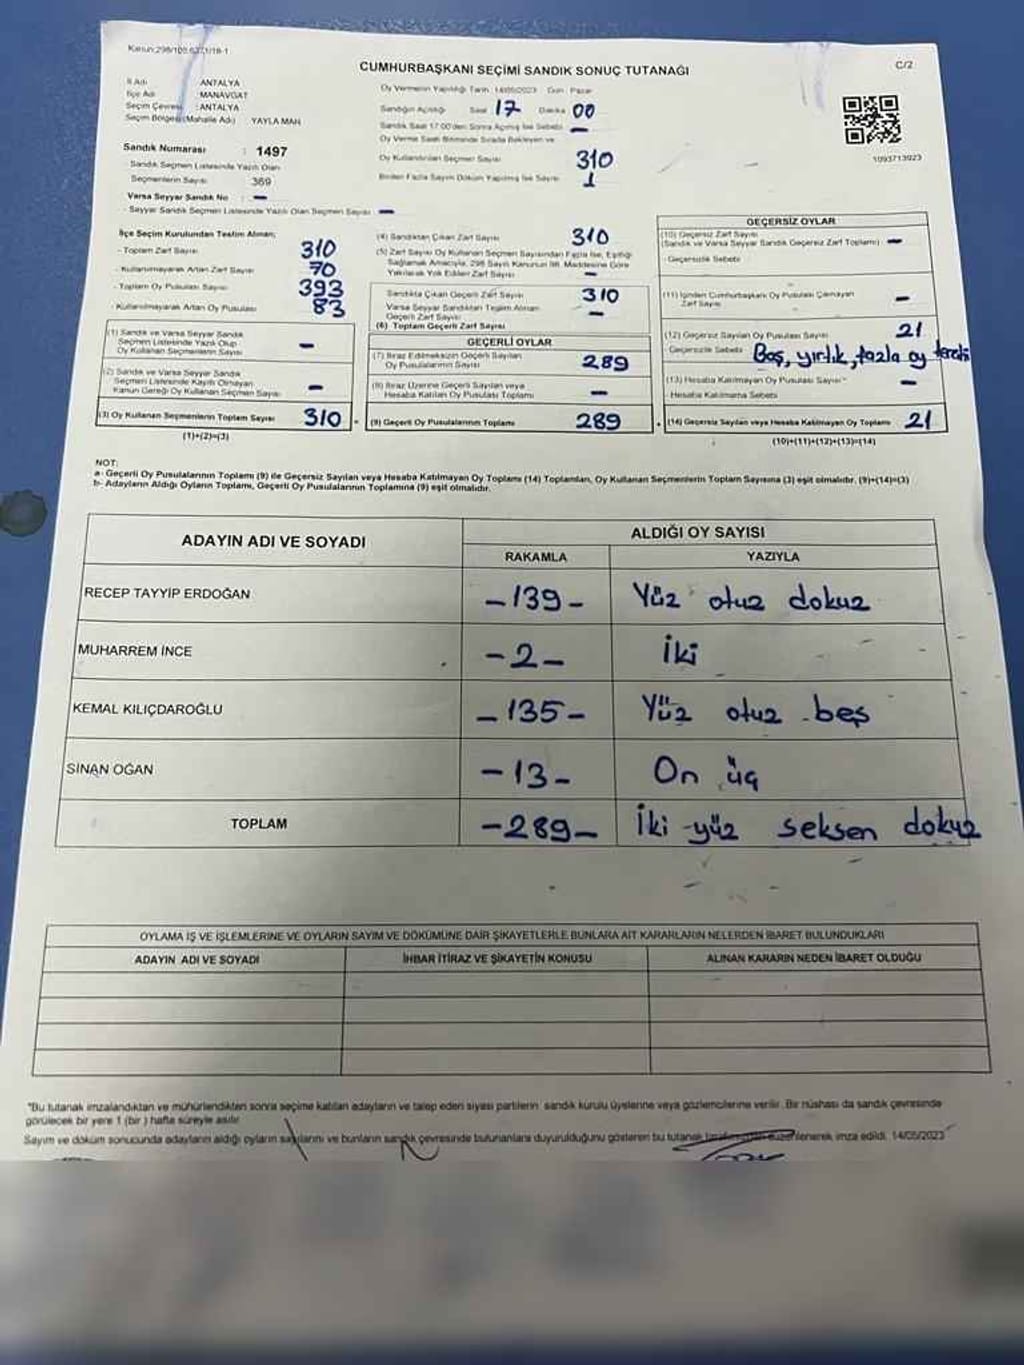 Kanun:298/105,6271/18-1
C/2
CUMHURBAŞKANI SEÇİMİ SANDIK SONUÇ TUTANAĞI
İl Adı : ANTALYA
İlçe Adı : MANAVGAT
Seçim Çevresi : ANTALYA
Seçim Bölgesi(Mahalle Adı) YAYLA MAH
Oy Vermenin Yapıldığı Tarih 14/05/2023 Gün Pazar
Sandığın Açıldığı Saat 17 Dakika 00
Sandık Saat 17:00'den Sonra Açılmış İse Sebebi –
Oy Verme Saati Bitiminde Sırada Bekleyen ve
Oy Kullandırılan Seçmen Sayısı 310
Birden Fazla Sayım Döküm Yapılmış İse Sayısı 1
1093713023
Sandık Numarası : 1497
- Sandık Seçmen Listesinde Yazılı Olan
Seçmenlerin Sayısı 369
Varsa Seyyar Sandık No : –
- Seyyar Sandık Seçmen Listesinde Yazılı Olan Seçmen Sayısı –
İlçe Seçim Kurulundan Teslim Alınan;
- Toplam Zarf Sayısı 310
- Kullanılmayarak Artan Zarf Sayısı 70
- Toplam Oy Pusulası Sayısı 393
- Kullanılmayarak Artan Oy Pusulası 83
(1) Sandık ve Varsa Seyyar Sandık
Seçmen Listesinde Yazılı Olup
Oy Kullanan Seçmenlerin Sayısı –
(2) Sandık ve Varsa Seyyar Sandık
Seçmen Listesinde Kayıtlı Olmayan
Kanun Gereği Oy Kullanan Seçmen Sayısı –
(3) Oy Kullanan Seçmenlerin Toplam Sayısı 310
(1)+(2)=(3)
(4) Sandıktan Çıkan Zarf Sayısı 310
(5) Zarf Sayısı Oy Kullanan Seçmen Sayısından Fazla İse, Eşitliği
Sağlamak Amacıyla, 298 Sayılı Kanunun 98. Maddesine Göre
Yakılarak Yok Edilen Zarf Sayısı –
Sandıkta Çıkan Geçerli Zarf Sayısı 310
Varsa Seyyar Sandıktan Teslim Alınan
Geçerli Zarf Sayısı –
(6) Toplam Geçerli Zarf Sayısı
GEÇERLİ OYLAR
(7) İtiraz Edilmeksizin Geçerli Sayılan
Oy Pusulalarının Sayısı 289
(8) İtiraz Üzerine Geçerli Sayılan veya
Hesaba Katılan Oy Pusulası Toplamı –
(9) Geçerli Oy Pusulalarının Toplamı 289
GEÇERSİZ OYLAR
(10) Geçersiz Zarf Sayısı
(Sandık ve Varsa Seyyar Sandık Geçersiz Zarf Toplamı) –
- Geçersizlik Sebebi
(11) İçinden Cumhurbaşkanı Oy Pusulası Çıkmayan
Zarf Sayısı –
(12) Geçersiz Sayılan Oy Pusulası Sayısı 21
- Geçersizlik Sebebi Boş, yırtık, fazla oy tercihi
(13) Hesaba Katılmayan Oy Pusulası Sayısı –
- Hesaba Katılmama Sebebi
(14) Geçersiz Sayılan veya Hesaba Katılmayan Oy Toplamı 21
(10)+(11)+(12)+(13)=(14)
NOT:
a- Geçerli Oy Pusulalarının Toplamı (9) ile Geçersiz Sayılan veya Hesaba Katılmayan Oy Toplamı (14) Toplamları, Oy Kullanan Seçmenlerin Toplam Sayısına (3) eşit olmalıdır. (9)+(14)=(3)
b- Adayların Aldığı Oyların Toplamı, Geçerli Oy Pusulalarının Toplamına (9) eşit olmalıdır.
ADAYIN ADI VE SOYADI
ALDIĞI OY SAYISI
RAKAMLA YAZIYLA
RECEP TAYYİP ERDOĞAN -139- Yüz otuz dokuz
MUHARREM İNCE -2- İki
KEMAL KILIÇDAROĞLU -135- Yüz otuz beş
SİNAN OĞAN -13- On üç
TOPLAM -289- İki yüz seksen dokuz
OYLAMA İŞ VE İŞLEMLERİNE VE OYLARIN SAYIM VE DÖKÜMÜNE DAİR ŞİKAYETLERLE BUNLARA AİT KARARLARIN NELERDEN İBARET BULUNDUKLARI
ADAYIN ADI VE SOYADI İHBAR İTİRAZ VE ŞİKAYETİN KONUSU ALINAN KARARIN NEDEN İBARET OLDUĞU
"Bu tutanak imzalandıktan ve mühürlendikten sonra seçime katılan adayların ve talep eden siyasi partilerin sandık kurulu üyelerine veya gözlemcilerine verilir. Bir nüshası da sandık çevresinde
görülecek bir yere 1 (bir) hafta süreyle asılır.
Sayım ve döküm sonucunda adayların aldığı oyların sayılarını ve bunların sandık çevresinde bulunanlara duyurulduğunu gösteren bu tutanak imza edildi. 14/05/2023